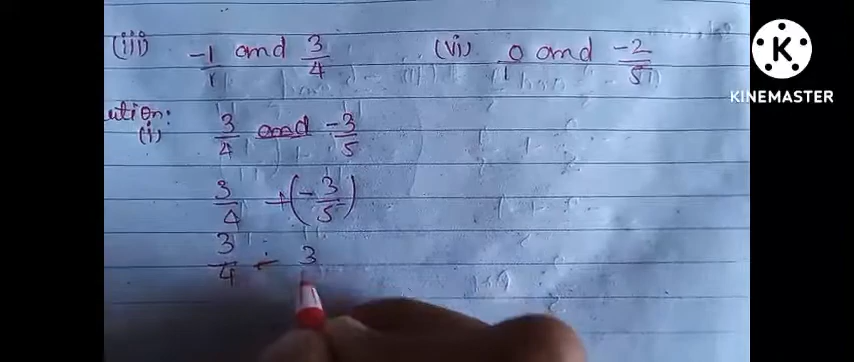 (iii) -1/1 and 3/4 (vi) 0/1 and -2/5
ution:
(i) 3/4 and -3/5
3/4 + (-3/5)
3/4 - 3
KINEMASTER